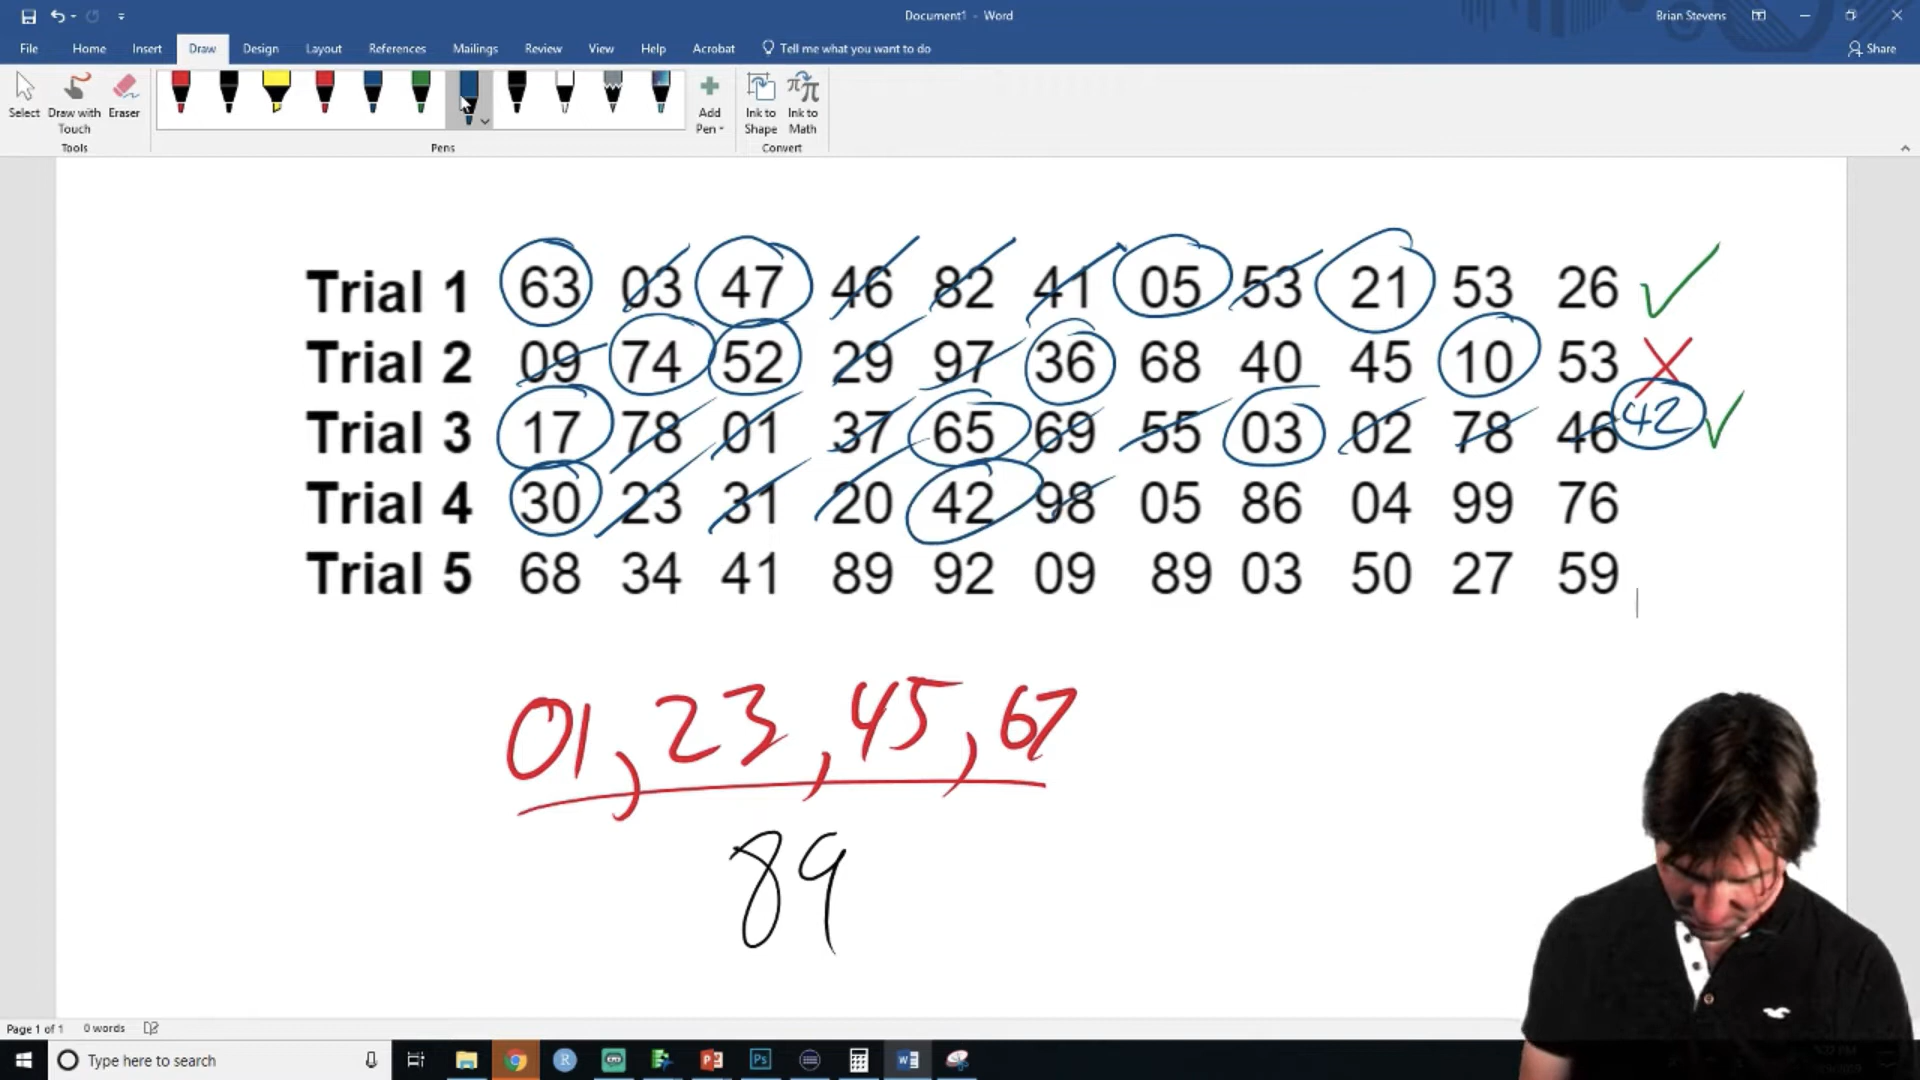 Document1 - Word
Brian Stevens
File Home Insert Draw Design Layout References Mailings Review View Help Acrobat Tell me what you want to do Share
Select Draw with Touch Eraser Add Pen Ink to Shape Ink to Math
Tools Pens Convert
Trial 1 63 03 47 46 82 41 05 53 21 53 26
Trial 2 09 74 52 29 97 36 68 40 45 10 53
Trial 3 17 78 01 37 65 69 55 03 02 78 46 42
Trial 4 30 23 31 20 42 98 05 86 04 99 76
Trial 5 68 34 41 89 92 09 89 03 50 27 59
01, 23, 45, 67
89
Page 1 of 1 0 words
Type here to search